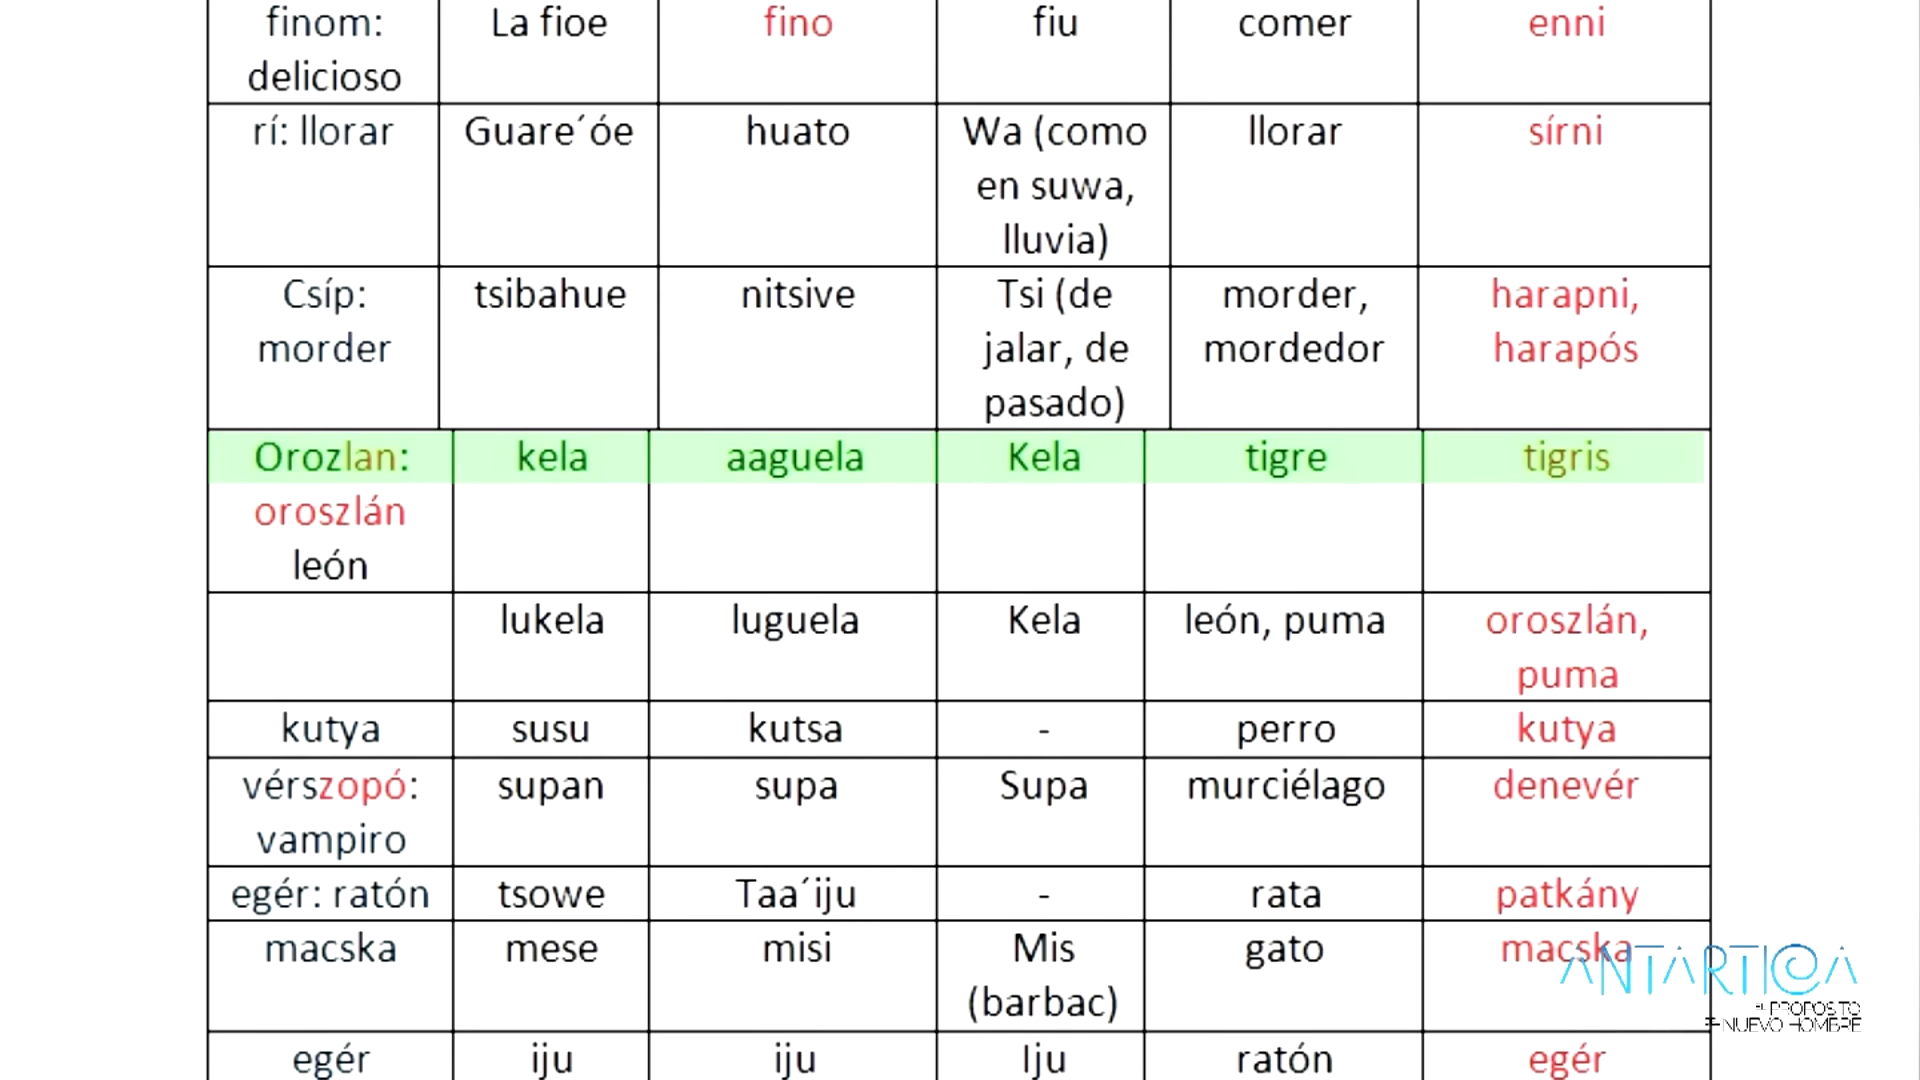 finom: La fioe fino fiu comer enni
delicioso
rí: llorar Guare´óe huato Wa (como llorar sírni
en suwa,
lluvia)
Csíp: tsibahue nitsive Tsi (de morder, harapni,
morder jalar, de mordedor harapós
pasado)
Orozlan: kela aaguela Kela tigre tigris
oroszlán
león
lukela luguela Kela león, puma oroszlán,
puma
kutya susu kutsa - perro kutya
vérszopó: supan supa Supa murciélago denevér
vampiro
egér: ratón tsowe Taa´iju - rata patkány
macska mese misi Mis gato macska
(barbac)
egér iju iju Iju ratón egér
ANTARTICA
EL PROPOSITO
NUEVO HOMBRE